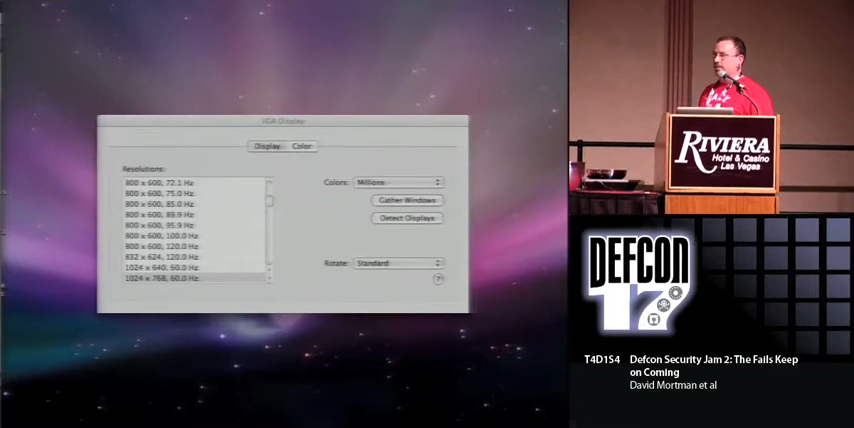 VGA Display
Display Color
Resolutions:
800 x 600, 72.1 Hz
800 x 600, 75.0 Hz
800 x 600, 85.0 Hz
800 x 600, 89.9 Hz
800 x 600, 95.9 Hz
800 x 600, 100.0 Hz
800 x 600, 120.0 Hz
832 x 624, 120.0 Hz
1024 x 640, 60.0 Hz
1024 x 768, 60.0 Hz
Colors: Millions
Gather Windows
Detect Displays
Rotate: Standard
?
RIVIERA
Hotel & Casino
Las Vegas
DEFCON
17
T4D1S4 Defcon Security Jam 2: The Fails Keep
on Coming
David Mortman et al